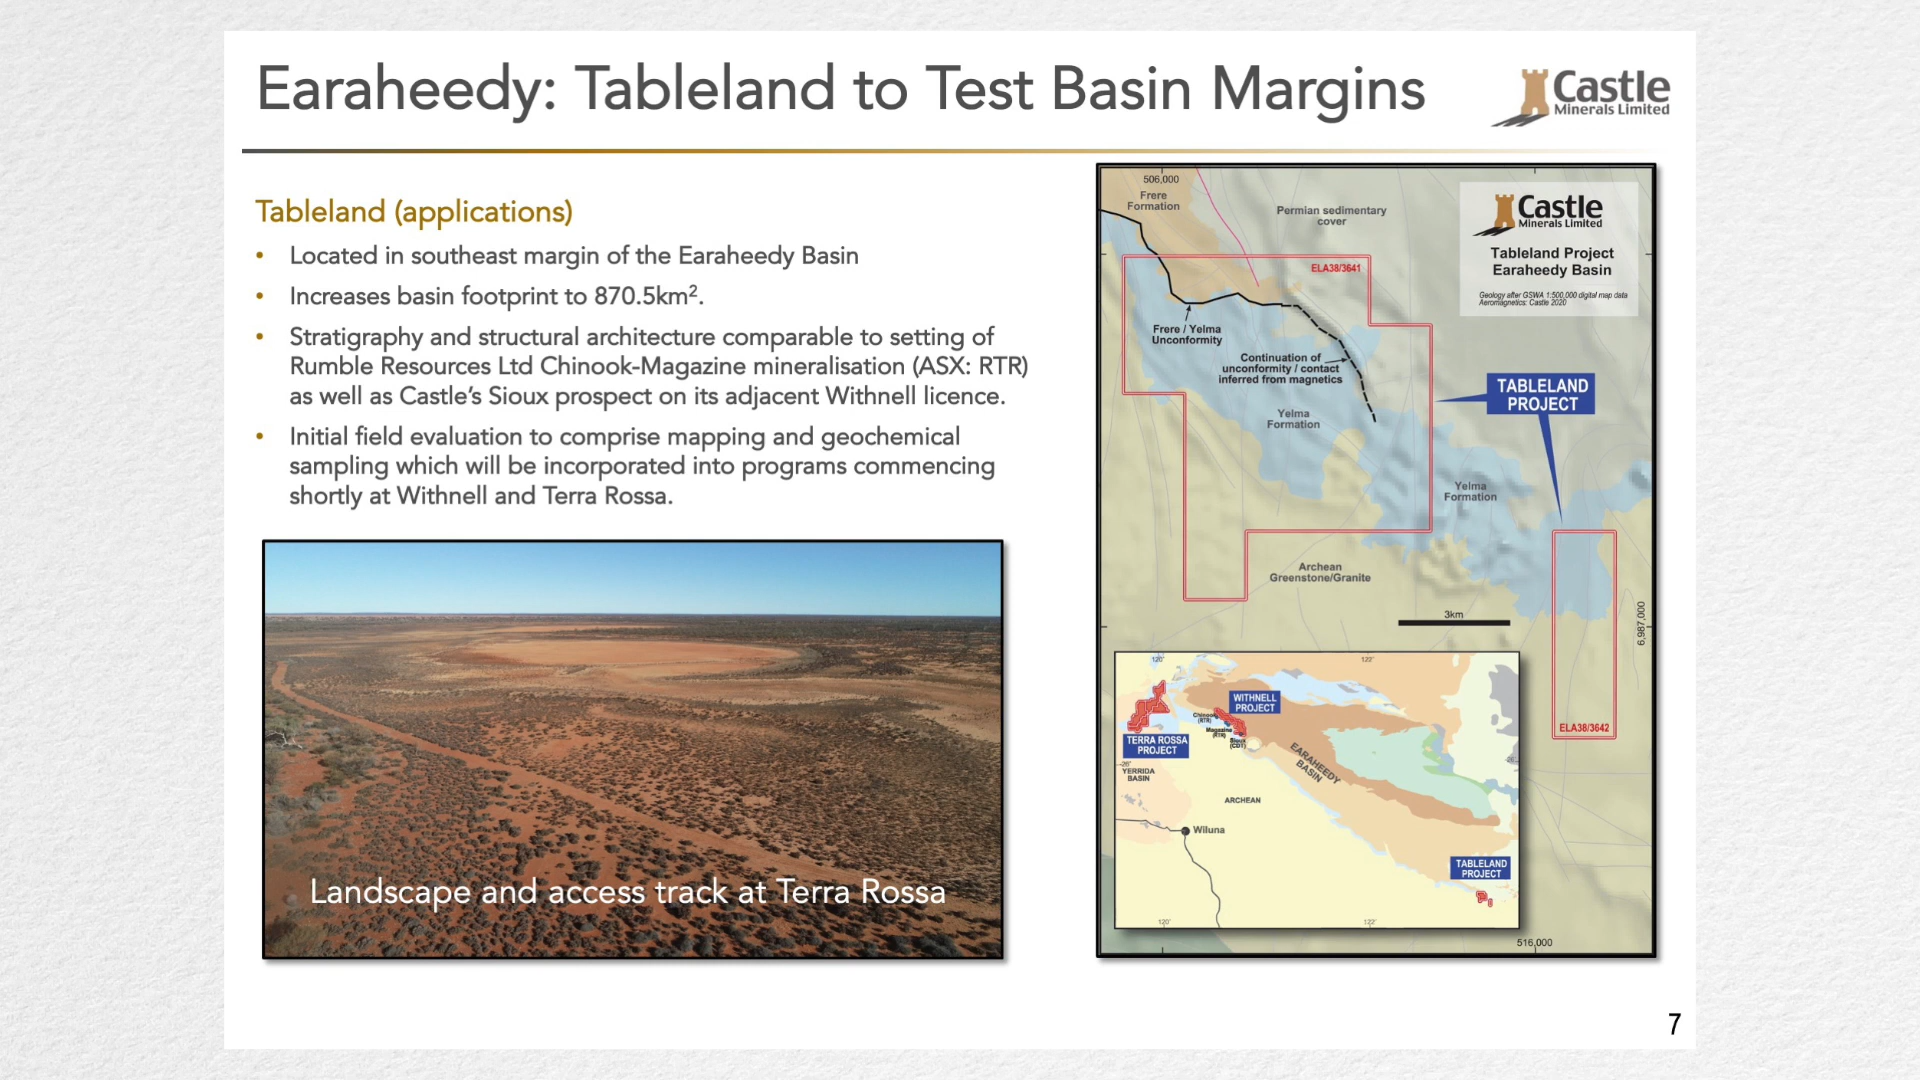 Earaheedy: Tableland to Test Basin Margins
Castle
Minerals Limited
Tableland (applications)
• Located in southeast margin of the Earaheedy Basin
• Increases basin footprint to 870.5km².
• Stratigraphy and structural architecture comparable to setting of
Rumble Resources Ltd Chinook-Magazine mineralisation (ASX: RTR)
as well as Castle's Sioux prospect on its adjacent Withnell licence.
• Initial field evaluation to comprise mapping and geochemical
sampling which will be incorporated into programs commencing
shortly at Withnell and Terra Rossa.
Landscape and access track at Terra Rossa
506,000
Frere
Formation
Permian sedimentary
cover
Castle
Minerals Limited
Tableland Project
Earaheedy Basin
Geology after GSWA 1:500,000 digital map data
Aeromagnetics: Castle 2020
ELA38/3641
Frere / Yelma
Unconformity
Continuation of
unconformity / contact
inferred from magnetics
TABLELAND
PROJECT
Yelma
Formation
Yelma
Formation
Archean
Greenstone/Granite
3km
6,987,000
ELA38/3642
120°
122°
WITHNELL
PROJECT
Chinook
(RTR)
Magazine
(RTR)
Sioux
(CDT)
TERRA ROSSA
PROJECT
26°
YERRIDA
BASIN
EARAHEEDY
BASIN
ARCHEAN
Wiluna
TABLELAND
PROJECT
120°
122°
516,000
7